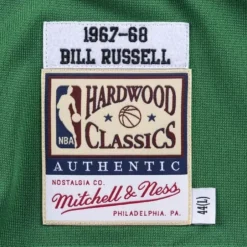 1967-68
BILL RUSSELL
NBA
HARDWOOD
CLASSICS
AUTHENTIC
NOSTALGIA CO.
Mitchell & Ness
PHILADELPHIA, PA.
44(L)